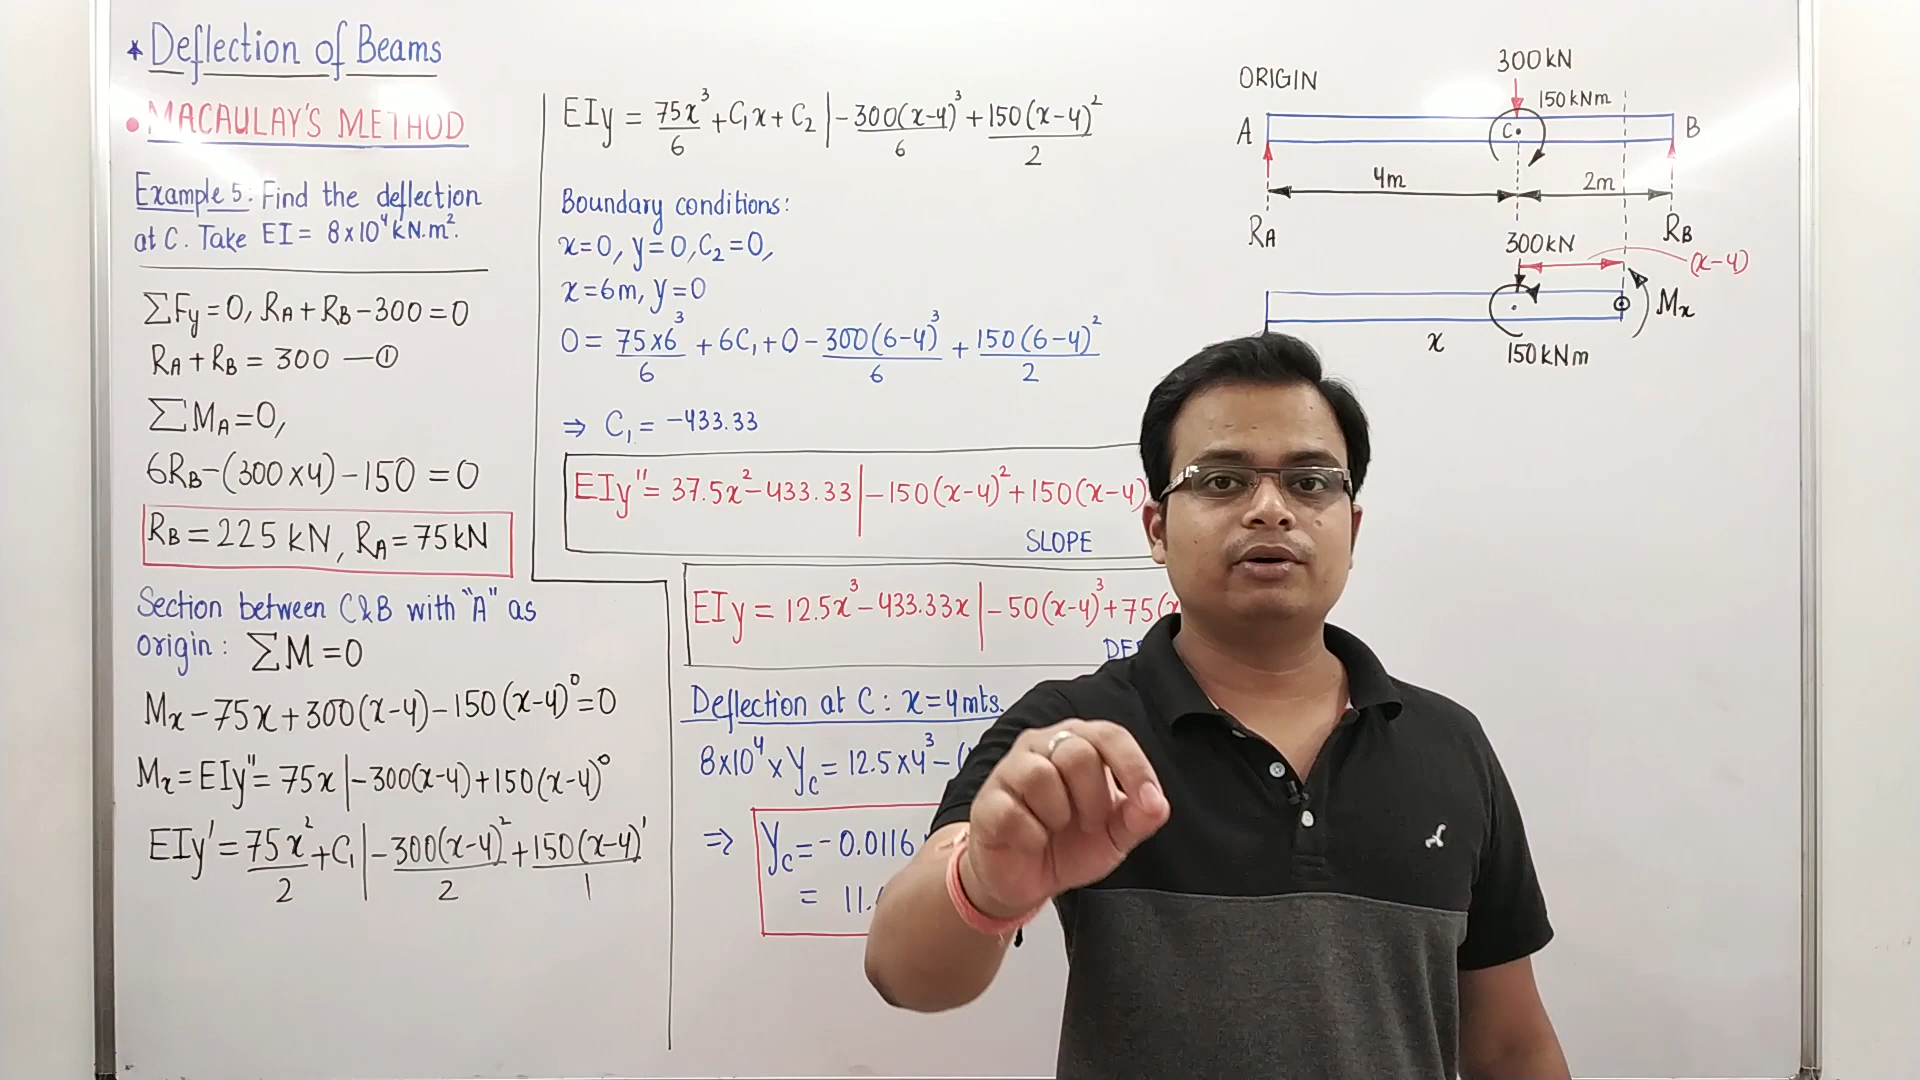 * Deflection of Beams
• MACAULAY'S METHOD
Example 5: Find the deflection
at C. Take EI = 8x10⁴ kN.m².
ΣFy=0, RA+RB-300=0
RA+RB=300 —①
ΣMA=0,
6RB-(300x4)-150=0
RB=225 kN, RA=75kN
Section between C&B with "A" as
origin: ΣM=0
Mx-75x+300(x-4)-150(x-4)⁰=0
Mx=EIy"=75x|-300(x-4)+150(x-4)⁰
EIy'=75x²/2+C₁|-300(x-4)²/2+150(x-4)'/1
EIy=75x³/6+C₁x+C₂|-300(x-4)³/6+150(x-4)²/2
Boundary conditions:
x=0, y=0, C₂=0,
x=6m, y=0
0=75x6³/6+6C₁+0-300(6-4)³/6+150(6-4)²/2
⇒ C₁=-433.33
EIy"=37.5x²-433.33|-150(x-4)²+150(x-4)
SLOPE
EIy=12.5x³-433.33x|-50(x-4)³+75(x
Deflection at C: x=4mts.
8x10⁴xyc=12.5x4³-(
⇒ yc=-0.0116
= 11.
ORIGIN
300kN
150kNm
A
C
B
4m
2m
RA
RB
300kN
(x-4)
Mx
x
150kNm